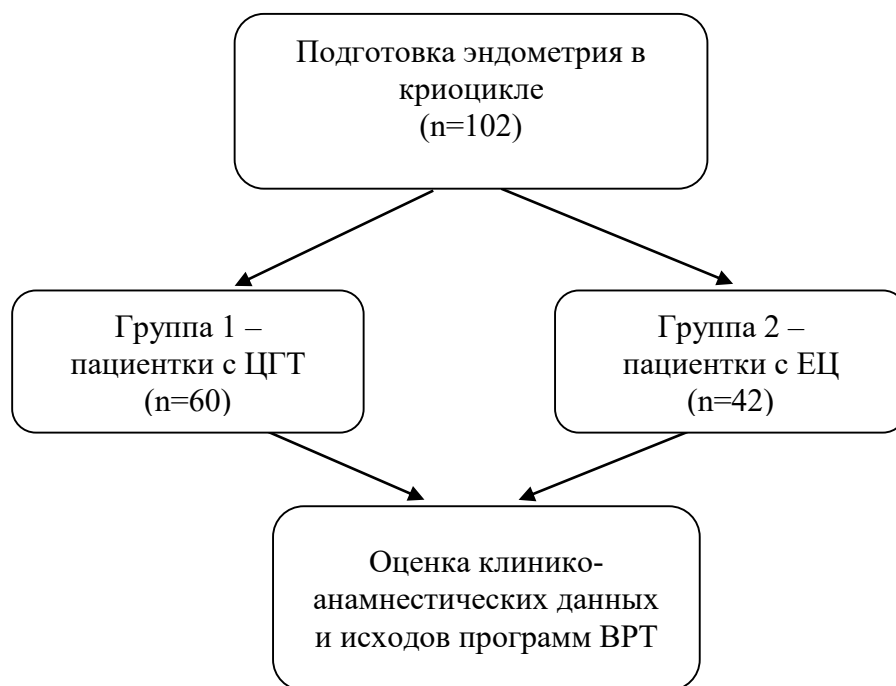 Подготовка эндометрия в
криоцикле
(n=102)
Группа 1 –
пациентки с ЦГТ
(n=60)
Группа 2 –
пациентки с ЕЦ
(n=42)
Оценка клинико-
анамнестических данных
и исходов программ ВРТ